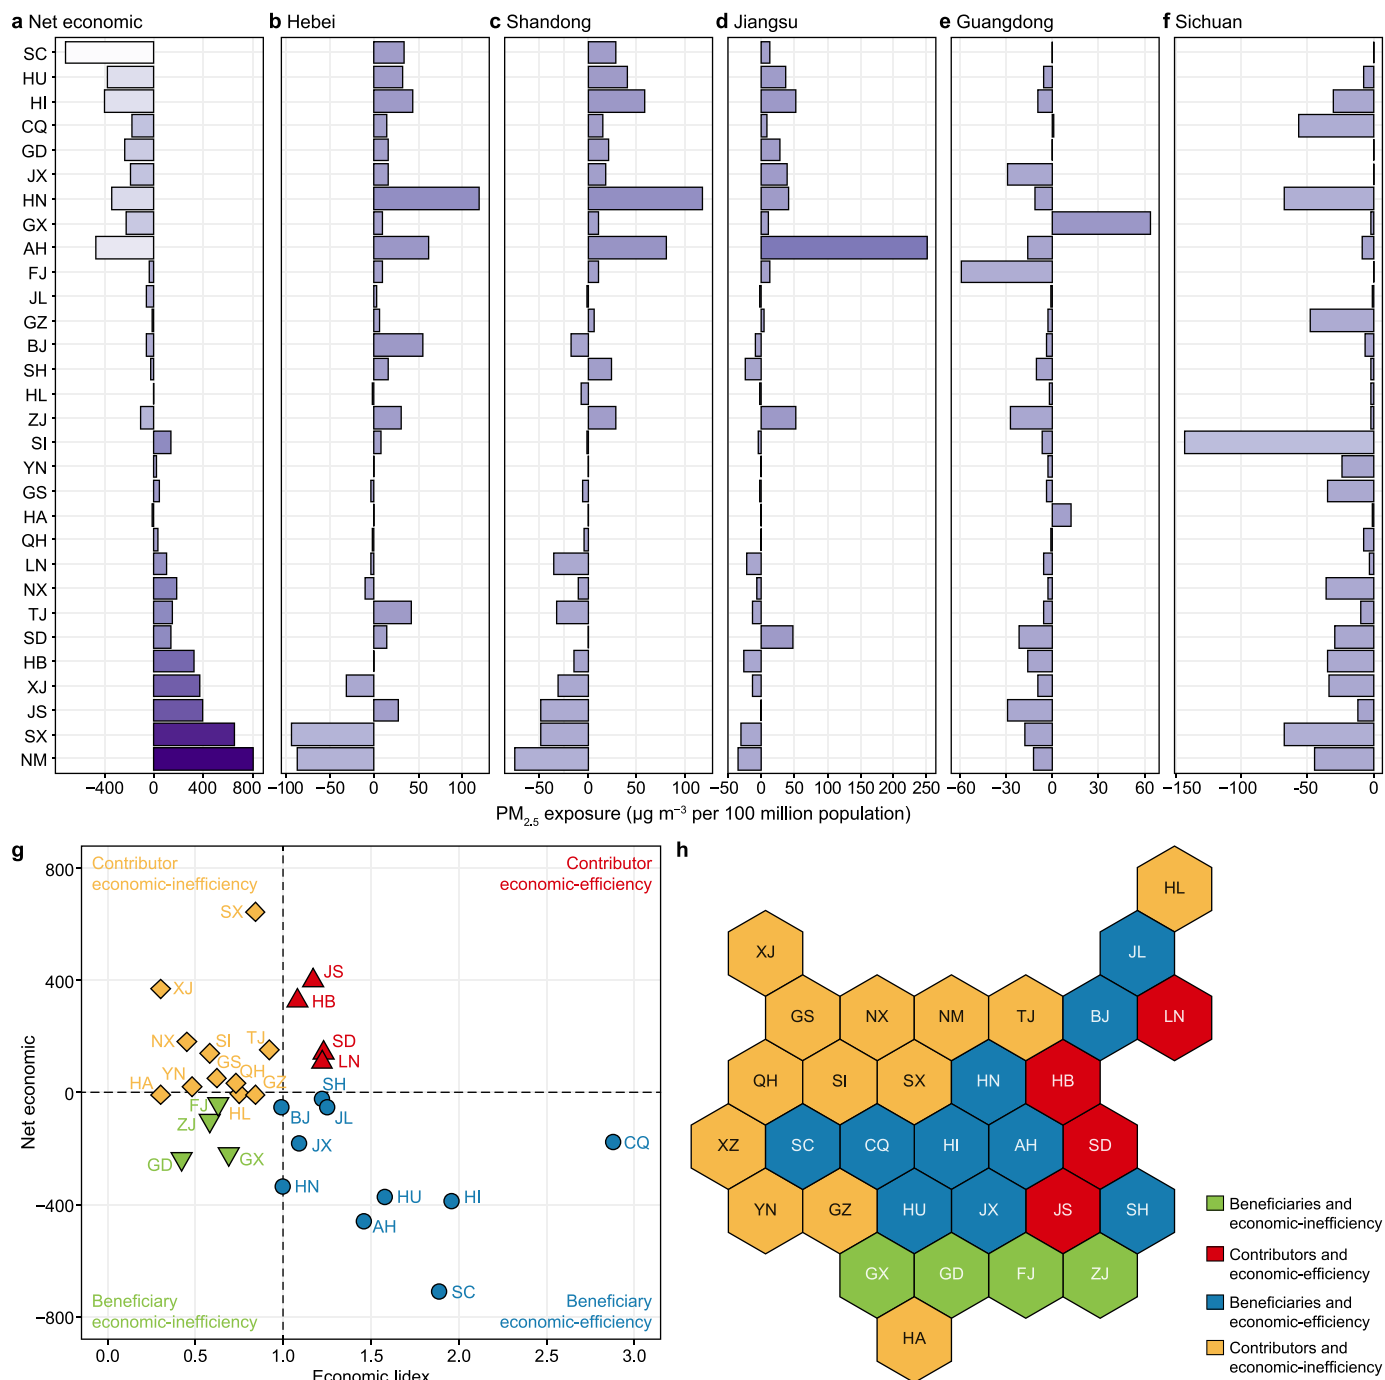 a Net economic
b Hebei
c Shandong
d Jiangsu
e Guangdong
f Sichuan
SC
HU
HI
CQ
GD
JX
HN
GX
AH
FJ
JL
GZ
BJ
SH
HL
ZJ
SI
YN
GS
HA
QH
LN
NX
TJ
SD
HB
XJ
JS
SX
NM
−400 0 400 800
−100 −50 0 50 100
−50 0 50 100
0 50 100 150 200 250
−60 −30 0 30 60
−150 −100 −50 0
PM2.5 exposure (μg m−3 per 100 million population)
g
Contributor
economic-inefficiency
Contributor
economic-efficiency
Beneficiary
economic-inefficiency
Beneficiary
economic-efficiency
Net economic
800
400
0
−400
−800
SX
JS
HB
XJ
NX
SI
TJ
SD
LN
GS
QH
GZ
YN
HA
HL
SH
FJ
BJ
JL
ZJ
JX
CQ
GD
GX
HN
HU
HI
AH
SC
0.0 0.5 1.0 1.5 2.0 2.5 3.0
Economic Iidex
h
HL
XJ
JL
GS
NX
NM
TJ
BJ
LN
QH
SI
SX
HN
HB
XZ
SC
CQ
HI
AH
SD
YN
GZ
HU
JX
JS
SH
GX
GD
FJ
ZJ
HA
Beneficiaries and
economic-inefficiency
Contributors and
economic-efficiency
Beneficiaries and
economic-efficiency
Contributors and
economic-inefficiency